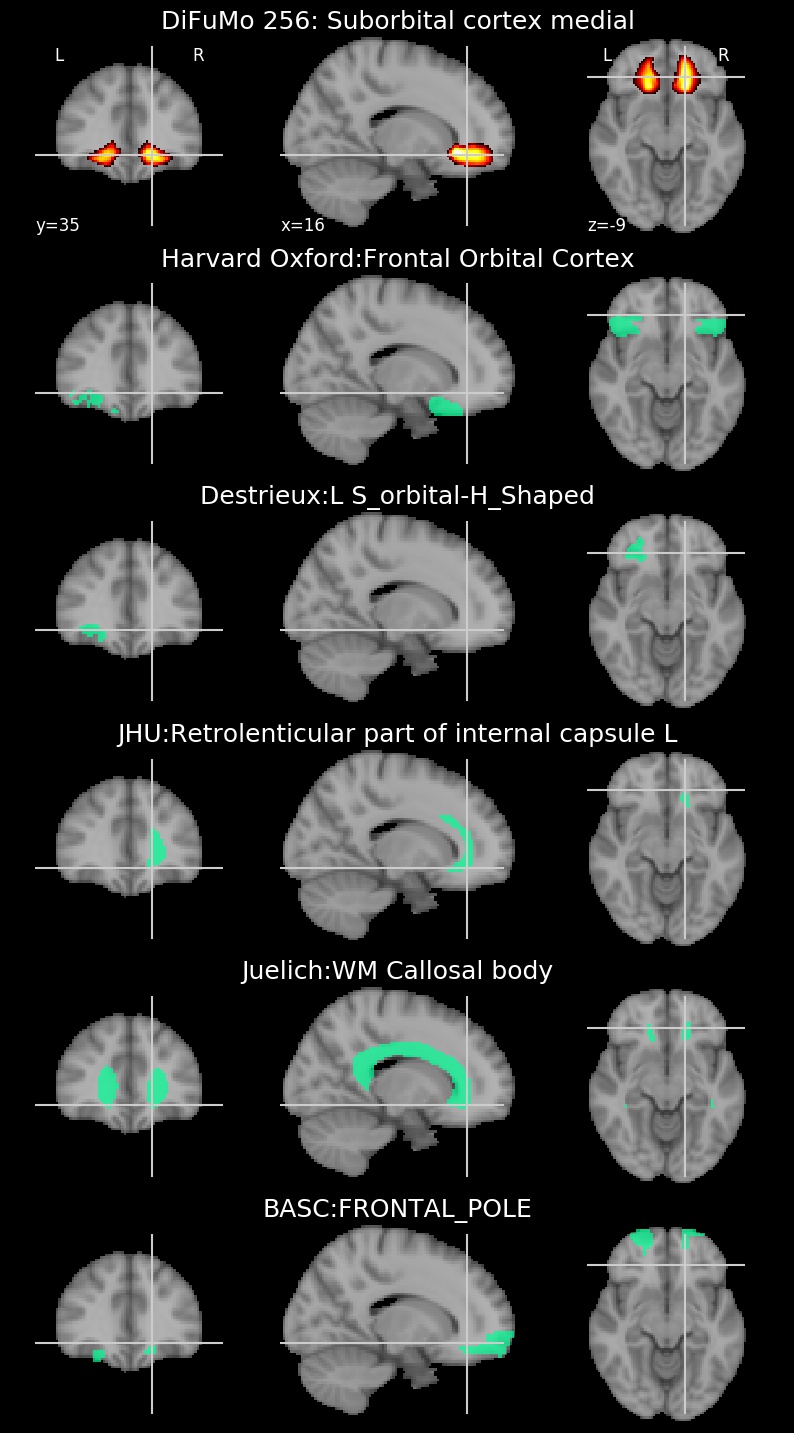 DiFuMo 256: Suborbital cortex medial
L R L R
y=35 x=16 z=-9
Harvard Oxford:Frontal Orbital Cortex
Destrieux:L S_orbital-H_Shaped
JHU:Retrolenticular part of internal capsule L
Juelich:WM Callosal body
BASC:FRONTAL_POLE